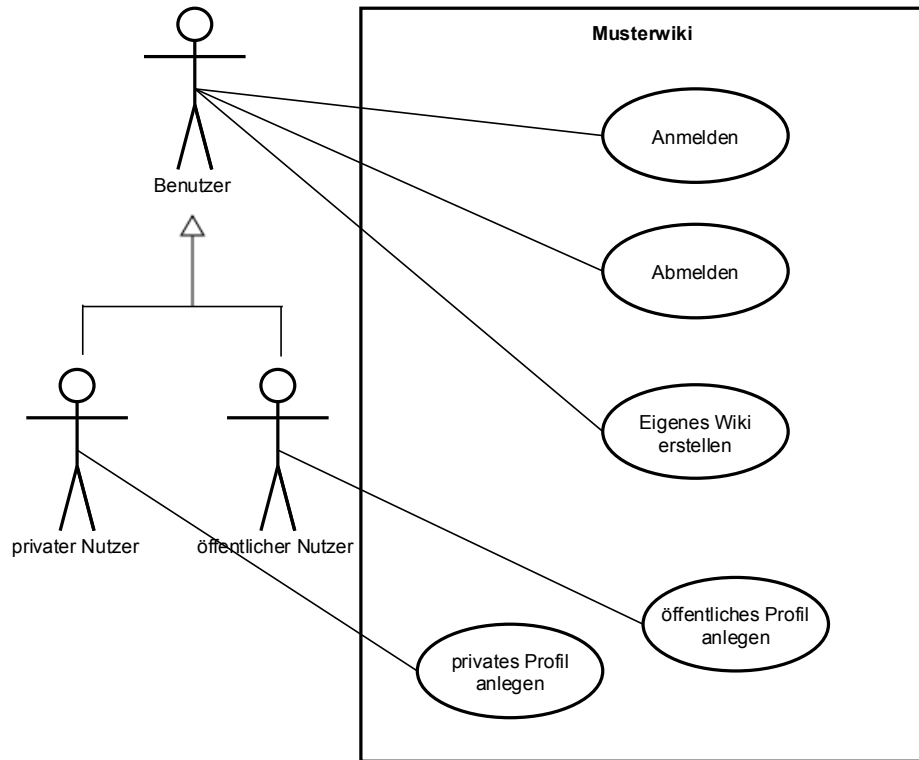 Musterwiki
Anmelden
Benutzer
Abmelden
Eigenes Wiki
erstellen
privater Nutzer
öffentlicher Nutzer
öffentliches Profil
anlegen
privates Profil
anlegen